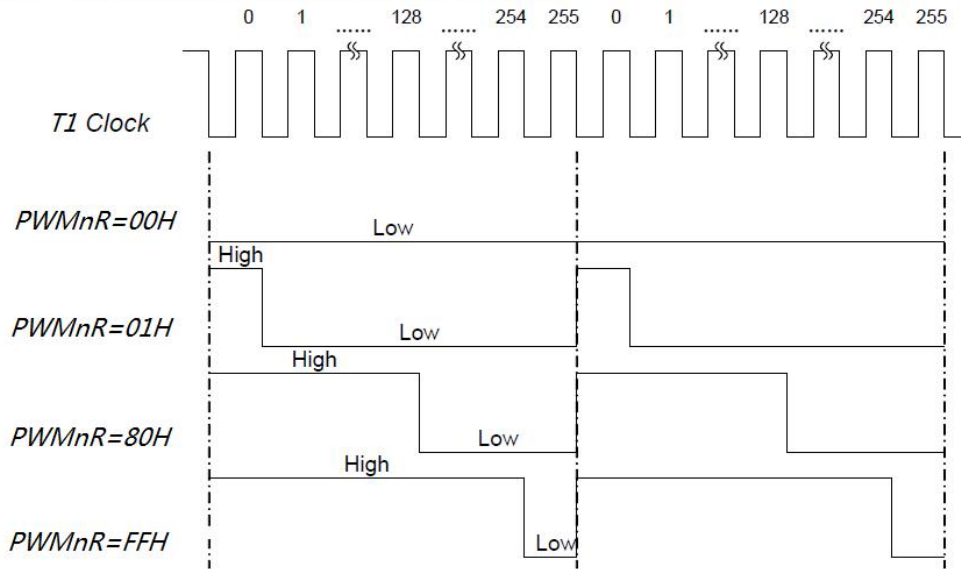 0 1 ...... 128 ...... 254 255 0 1 ...... 128 ...... 254 255
T1 Clock
PWMnR=00H
Low
High
PWMnR=01H
Low
High
PWMnR=80H
Low
High
PWMnR=FFH
Low